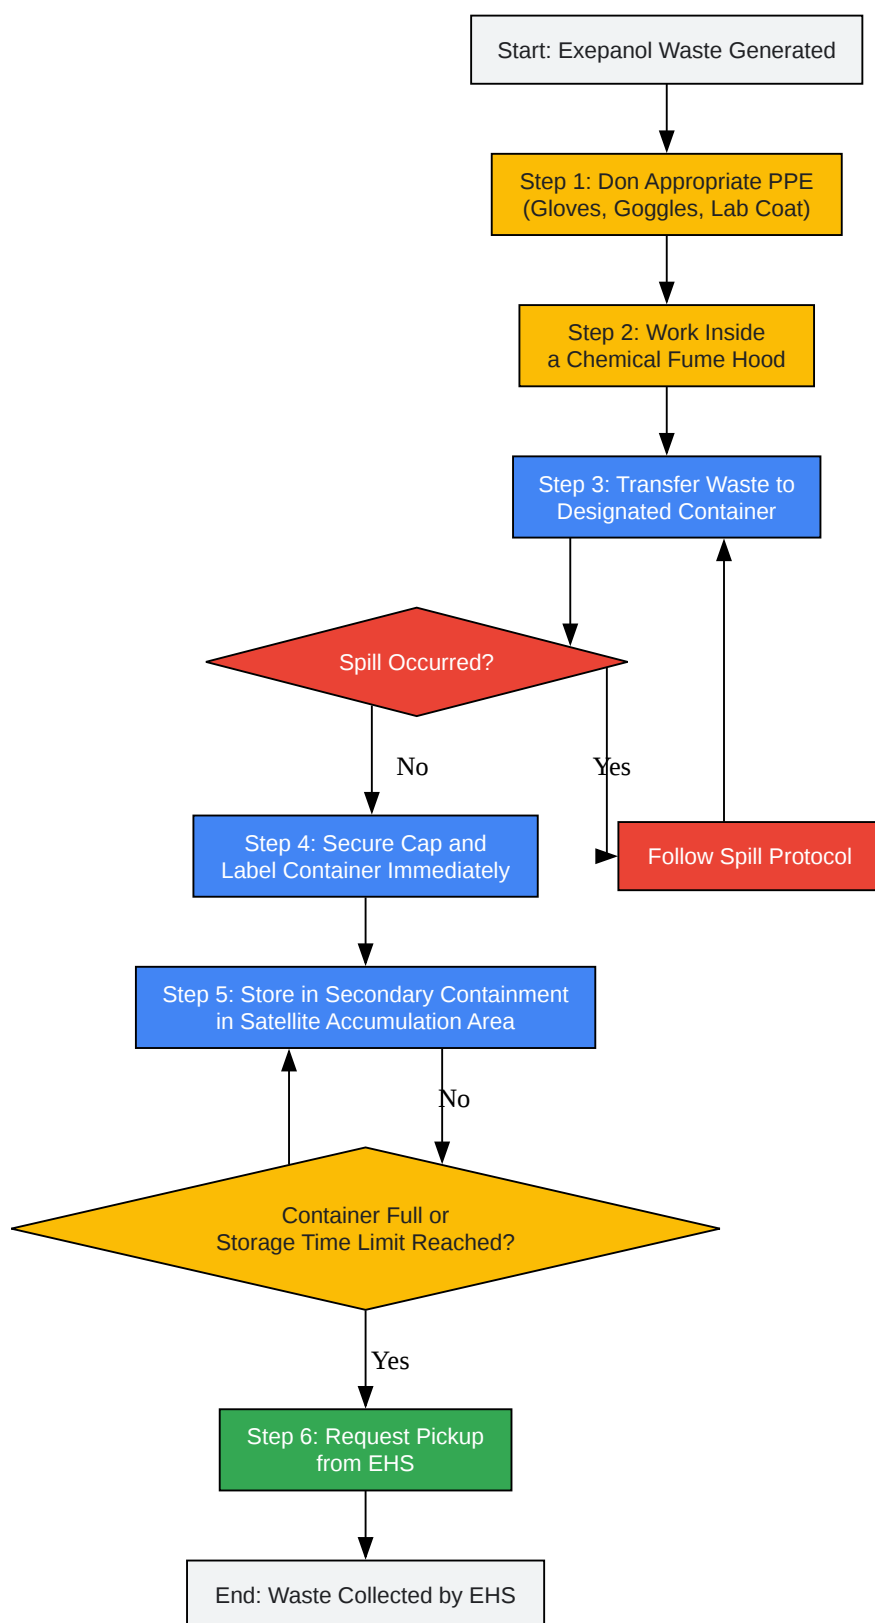 Start: Exepanol Waste Generated
Step 1: Don Appropriate PPE
(Gloves, Goggles, Lab Coat)
Step 2: Work Inside
a Chemical Fume Hood
Step 3: Transfer Waste to
Designated Container
Spill Occurred?
No
Yes
Step 4: Secure Cap and
Label Container Immediately
Follow Spill Protocol
Step 5: Store in Secondary Containment
in Satellite Accumulation Area
No
Container Full or
Storage Time Limit Reached?
Yes
Step 6: Request Pickup
from EHS
End: Waste Collected by EHS